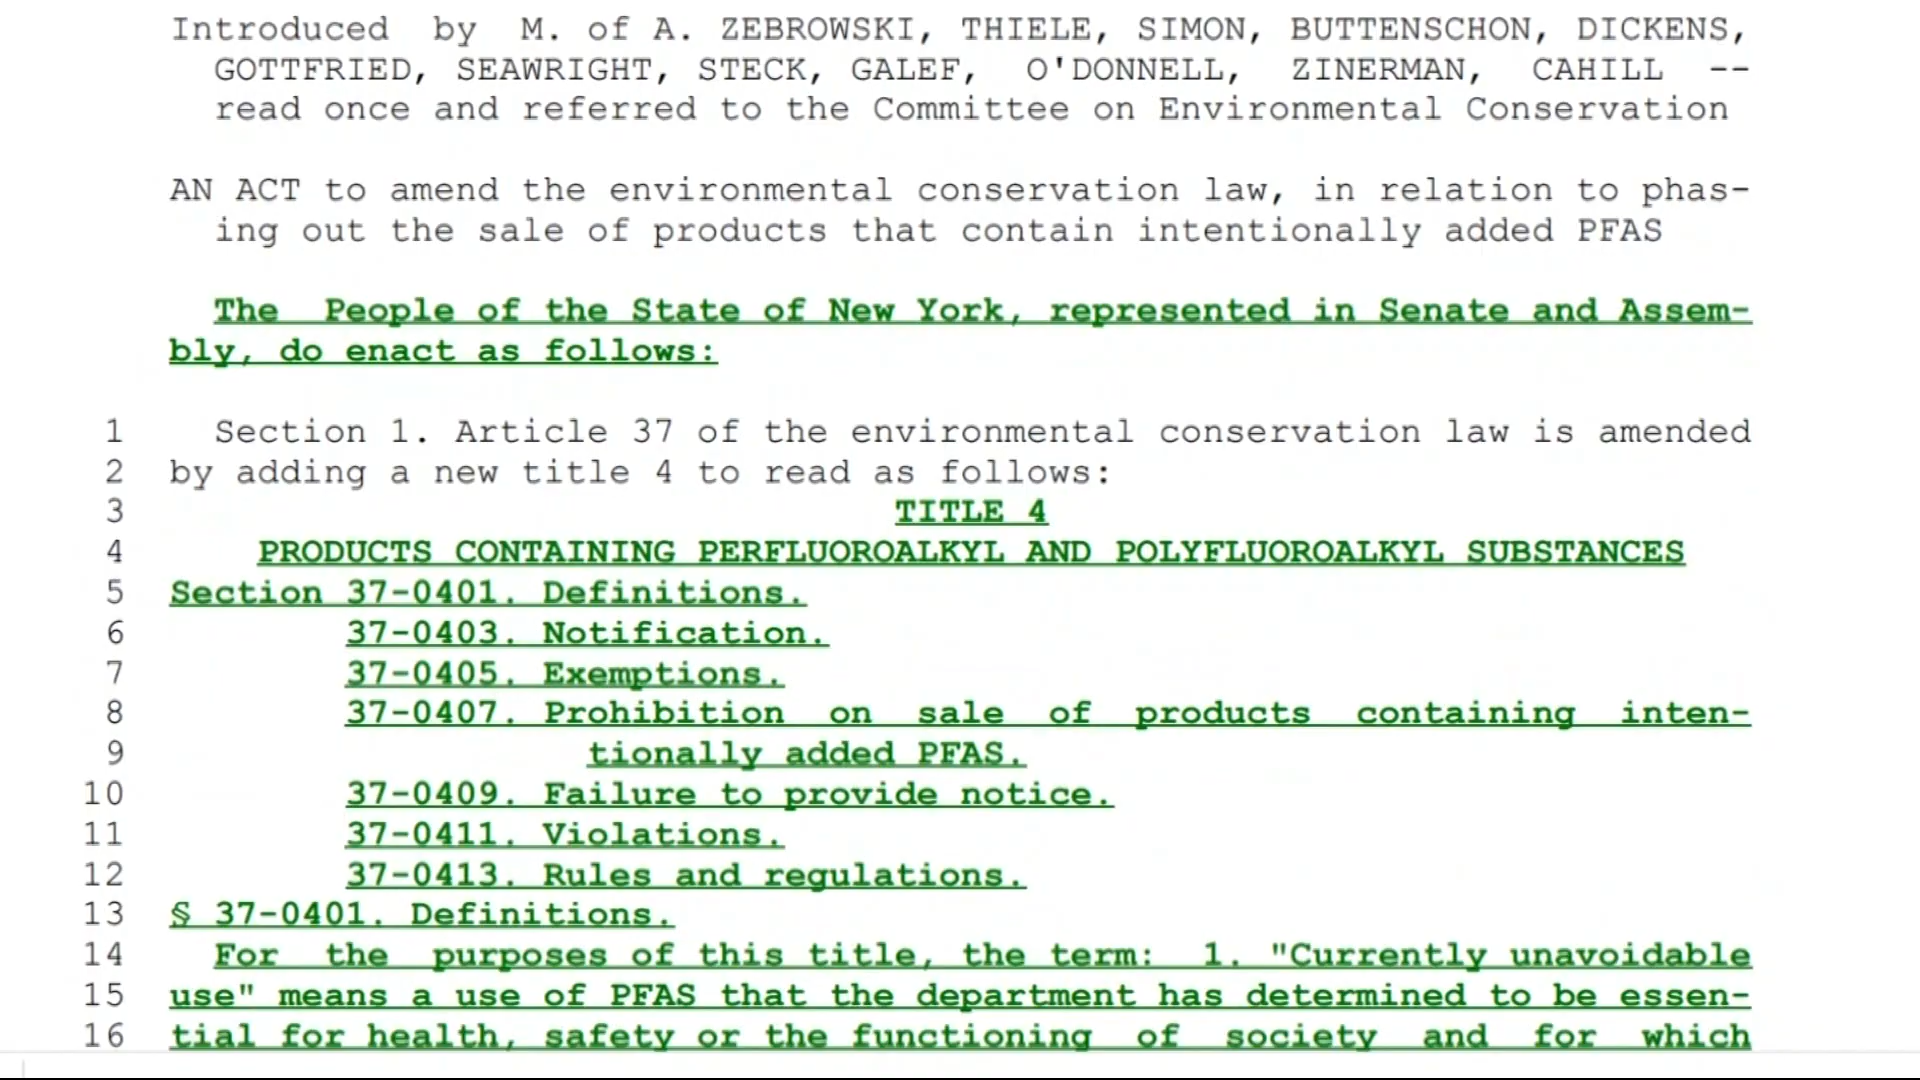 Introduced by M. of A. ZEBROWSKI, THIELE, SIMON, BUTTENSCHON, DICKENS,
GOTTFRIED, SEAWRIGHT, STECK, GALEF, O'DONNELL, ZINERMAN, CAHILL --
read once and referred to the Committee on Environmental Conservation
AN ACT to amend the environmental conservation law, in relation to phas-
ing out the sale of products that contain intentionally added PFAS
The People of the State of New York, represented in Senate and Assem-
bly, do enact as follows:
1 Section 1. Article 37 of the environmental conservation law is amended
2 by adding a new title 4 to read as follows:
3 TITLE 4
4 PRODUCTS CONTAINING PERFLUOROALKYL AND POLYFLUOROALKYL SUBSTANCES
5 Section 37-0401. Definitions.
6 37-0403. Notification.
7 37-0405. Exemptions.
8 37-0407. Prohibition on sale of products containing inten-
9 tionally added PFAS.
10 37-0409. Failure to provide notice.
11 37-0411. Violations.
12 37-0413. Rules and regulations.
13 § 37-0401. Definitions.
14 For the purposes of this title, the term: 1. "Currently unavoidable
15 use" means a use of PFAS that the department has determined to be essen-
16 tial for health, safety or the functioning of society and for which